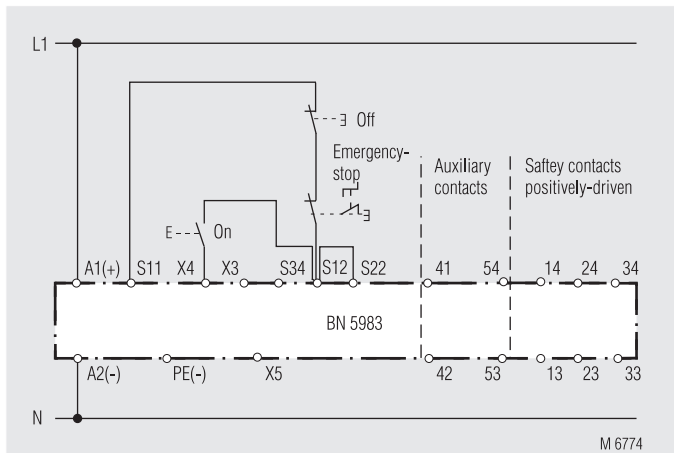 L1
Off
Emergency-
stop
Auxiliary
contacts
Saftey contacts
positively-driven
E
On
A1(+) S11 X4 X3 S34 S12 S22 41 54 14 24 34
BN 5983
A2(-) PE(-) X5 42 53 13 23 33
N
M 6774